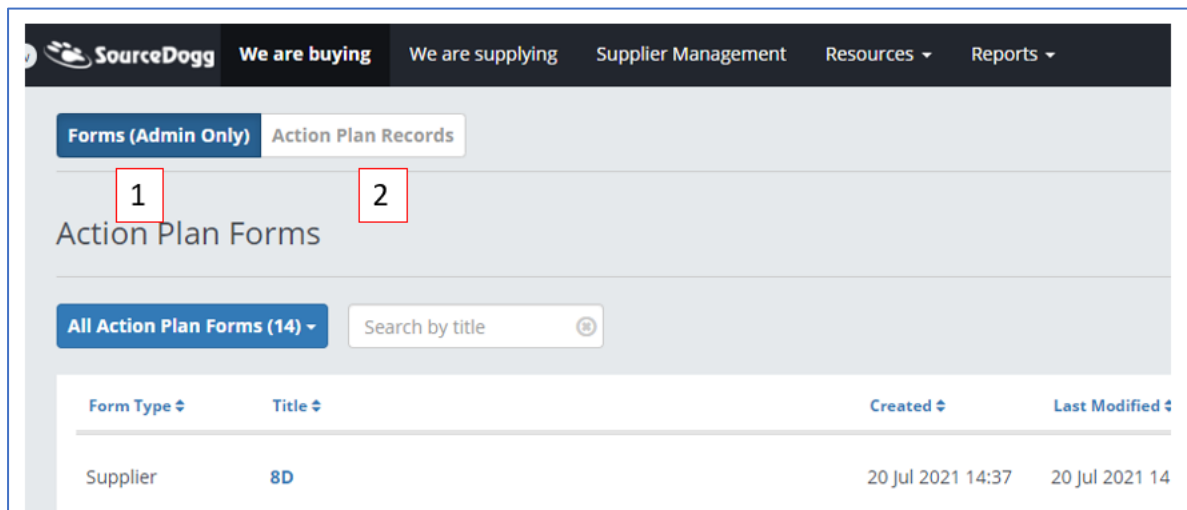 SourceDogg We are buying We are supplying Supplier Management Resources Reports
Forms (Admin Only) Action Plan Records
1 2
Action Plan Forms
All Action Plan Forms (14) Search by title
Form Type Title Created Last Modified
Supplier 8D 20 Jul 2021 14:37 20 Jul 2021 14